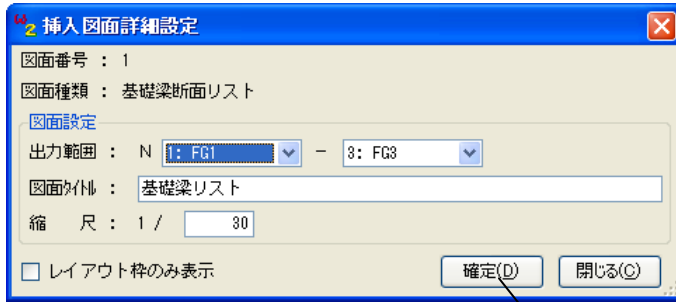 ω2 挿入図面詳細設定
図面番号 : 1
図面種類 : 基礎梁断面リスト
図面設定
出力範囲 : N 1: FG1 － 3: FG3
図面ﾀｲﾄﾙ : 基礎梁リスト
縮 尺 : 1 / 30
レイアウト枠のみ表示 確定(D) 閉じる(C)